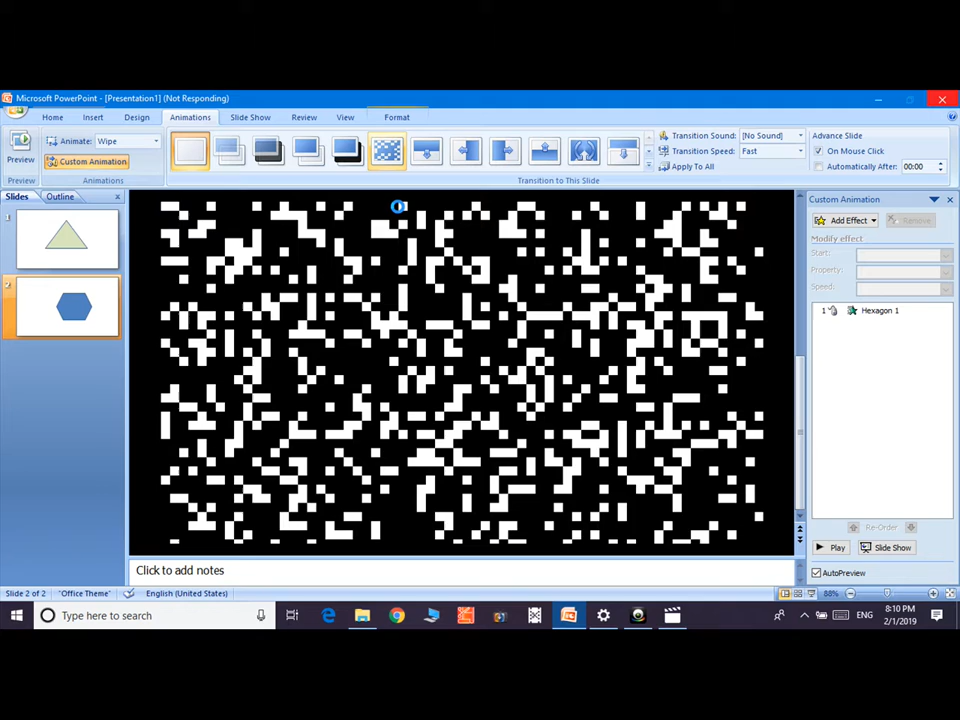 Microsoft PowerPoint - [Presentation1] (Not Responding)
Home Insert Design Animations Slide Show Review View Format
Preview
Animate: Wipe
Custom Animation
Transition Sound: [No Sound]
Transition Speed: Fast
Apply To All
Advance Slide
On Mouse Click
Automatically After: 00:00
Preview Animations Transition to This Slide
Slides Outline
1
2
Custom Animation
Add Effect Remove
Modify effect
Start:
Property:
Speed:
1 Hexagon 1
Re-Order
Play Slide Show
AutoPreview
Click to add notes
Slide 2 of 2 "Office Theme" English (United States) 88%
Type here to search
ENG
8:10 PM
2/1/2019